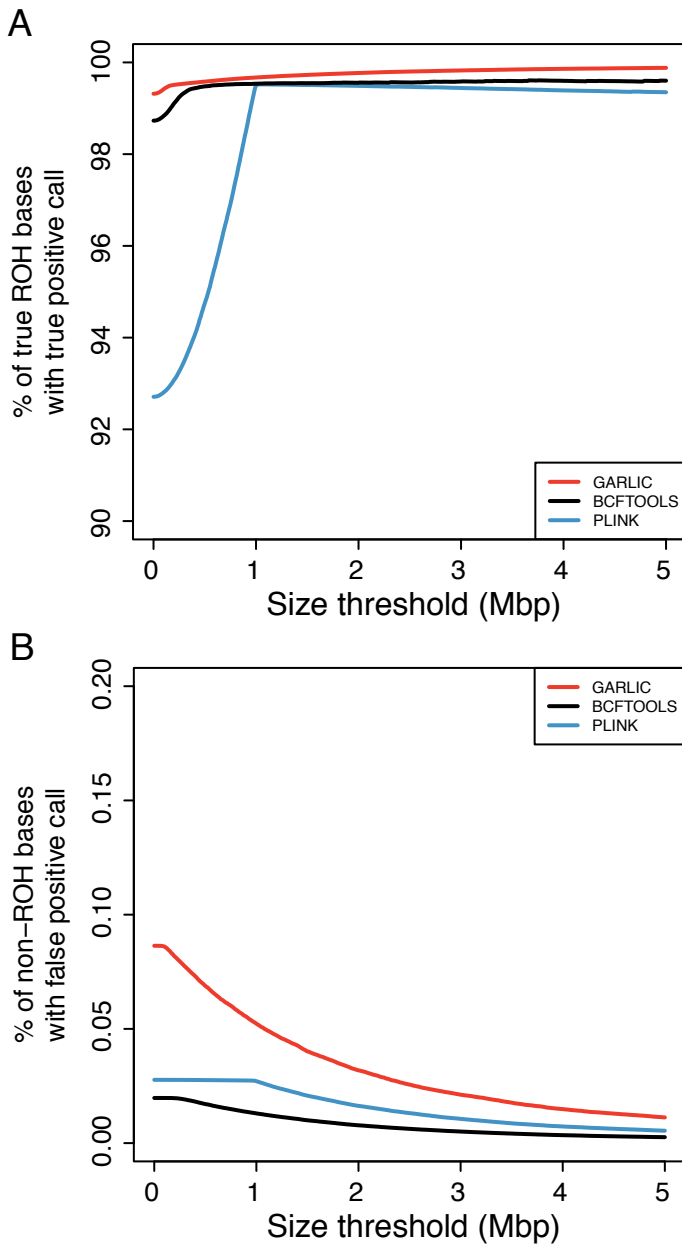 A
% of true ROH bases
with true positive call
100
98
96
94
92
90
GARLIC
BCFTOOLS
PLINK
0 1 2 3 4 5
Size threshold (Mbp)
B
% of non−ROH bases
with false positive call
0.20
0.15
0.10
0.05
0.00
GARLIC
BCFTOOLS
PLINK
0 1 2 3 4 5
Size threshold (Mbp)